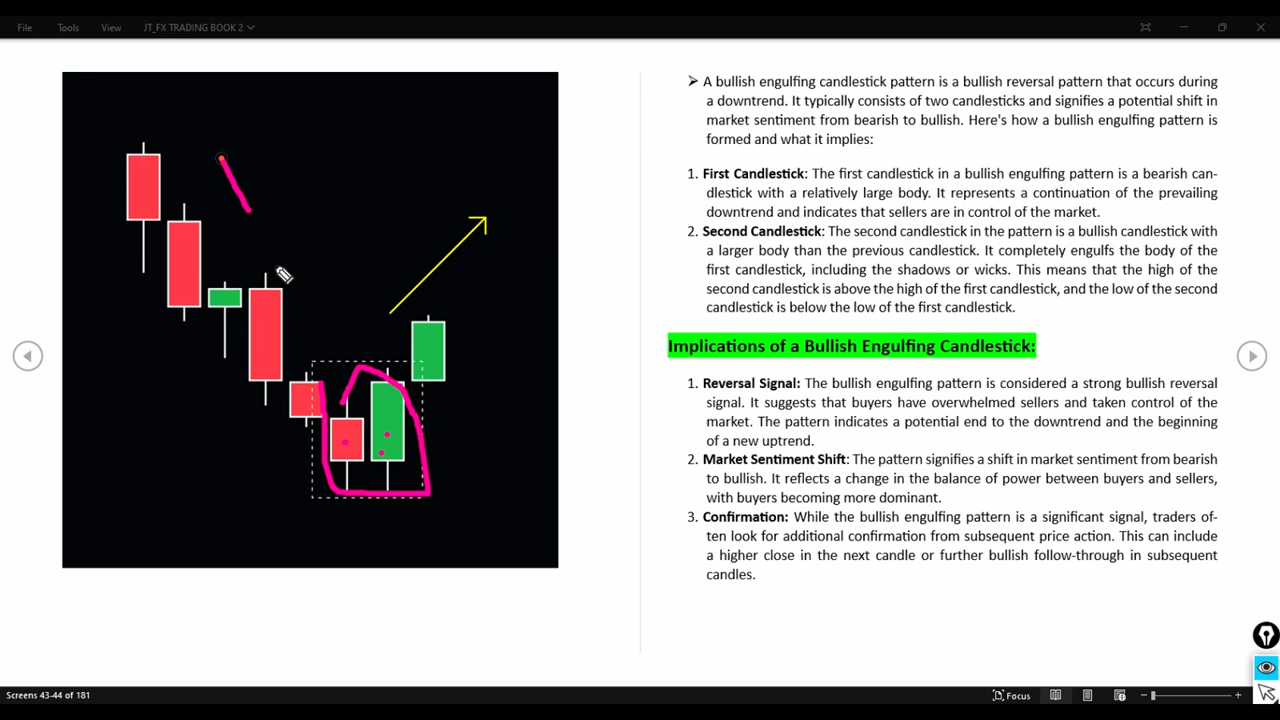 File Tools View JT_FX TRADING BOOK 2
➢ A bullish engulfing candlestick pattern is a bullish reversal pattern that occurs during
a downtrend. It typically consists of two candlesticks and signifies a potential shift in
market sentiment from bearish to bullish. Here's how a bullish engulfing pattern is
formed and what it implies:
1. First Candlestick: The first candlestick in a bullish engulfing pattern is a bearish can-
dlestick with a relatively large body. It represents a continuation of the prevailing
downtrend and indicates that sellers are in control of the market.
2. Second Candlestick: The second candlestick in the pattern is a bullish candlestick with
a larger body than the previous candlestick. It completely engulfs the body of the
first candlestick, including the shadows or wicks. This means that the high of the
second candlestick is above the high of the first candlestick, and the low of the second
candlestick is below the low of the first candlestick.
Implications of a Bullish Engulfing Candlestick:
1. Reversal Signal: The bullish engulfing pattern is considered a strong bullish reversal
signal. It suggests that buyers have overwhelmed sellers and taken control of the
market. The pattern indicates a potential end to the downtrend and the beginning
of a new uptrend.
2. Market Sentiment Shift: The pattern signifies a shift in market sentiment from bearish
to bullish. It reflects a change in the balance of power between buyers and sellers,
with buyers becoming more dominant.
3. Confirmation: While the bullish engulfing pattern is a significant signal, traders of-
ten look for additional confirmation from subsequent price action. This can include
a higher close in the next candle or further bullish follow-through in subsequent
candles.
Screens 43-44 of 181 Focus